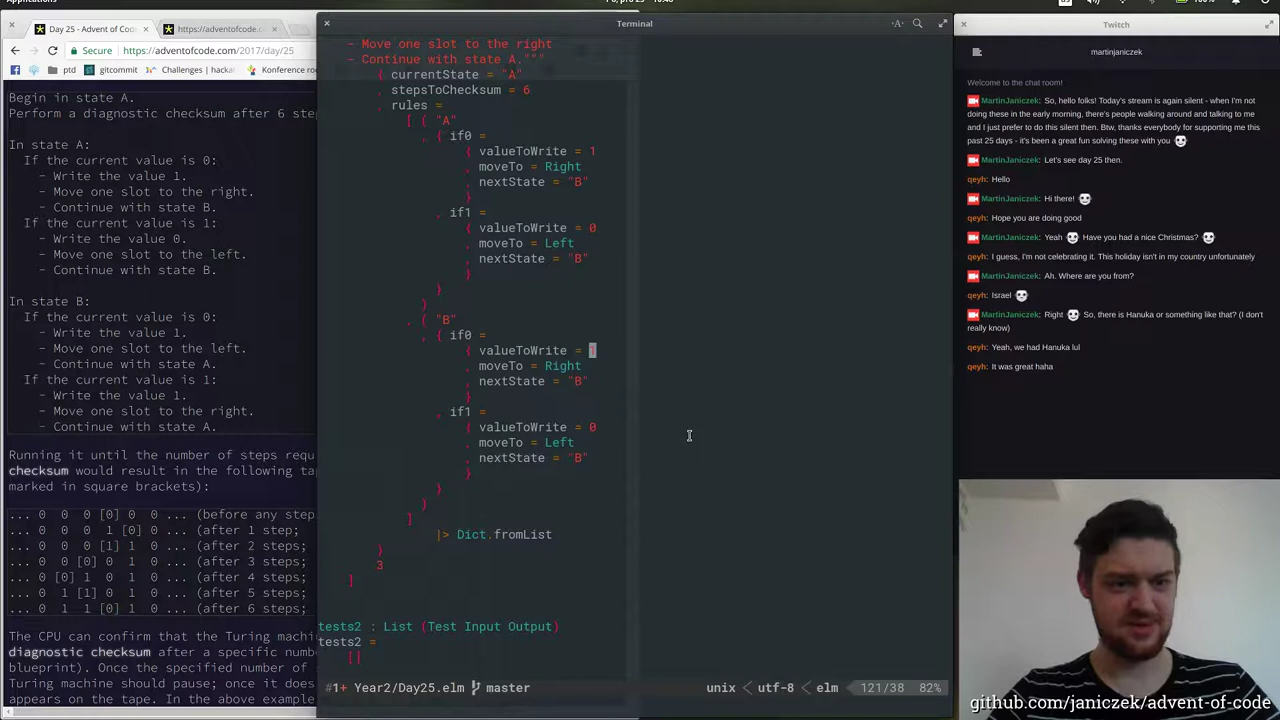 Terminal
Twitch
Day 25 - Advent of Co
https://adventofcode.c
Secure
https://adventofcode.com/2017/day/25
ptd
gitcommit
Challenges | hackat
Konference roo
Begin in state A.
Perform a diagnostic checksum after 6 step
In state A:
If the current value is 0:
- Write the value 1.
- Move one slot to the right.
- Continue with state B.
If the current value is 1:
- Write the value 0.
- Move one slot to the left.
- Continue with state B.
In state B:
If the current value is 0:
- Write the value 1.
- Move one slot to the left.
- Continue with state A.
If the current value is 1:
- Write the value 1.
- Move one slot to the right.
- Continue with state A.
Running it until the number of steps requ
checksum would result in the following tap
marked in square brackets):
... 0 0 0 [0] 0 0 ... (before any step
... 0 0 0 1 [0] 0 ... (after 1 step;
... 0 0 0 [1] 1 0 ... (after 2 steps;
... 0 0 [0] 0 1 0 ... (after 3 steps;
... 0 [0] 1 0 1 0 ... (after 4 steps;
... 0 1 [1] 0 1 0 ... (after 5 steps;
... 0 1 1 [0] 1 0 ... (after 6 steps;
The CPU can confirm that the Turing machin
diagnostic checksum after a specific numb
blueprint). Once the specified number of
Turing machine should pause; once it does
appears on the tape. In the above example
- Move one slot to the right
- Continue with state A."""
{ currentState = "A"
, stepsToChecksum = 6
, rules =
[ ( "A"
, { if0 =
{ valueToWrite = 1
, moveTo = Right
, nextState = "B"
}
, if1 =
{ valueToWrite = 0
, moveTo = Left
, nextState = "B"
}
}
)
, ( "B"
, { if0 =
{ valueToWrite = 1
, moveTo = Right
, nextState = "B"
}
, if1 =
{ valueToWrite = 0
, moveTo = Left
, nextState = "B"
}
}
)
]
|> Dict.fromList
}
3
]
tests2 : List (Test Input Output)
tests2 =
[]
#1+ Year2/Day25.elm master
unix utf-8 elm 121/38 82%
martinjaniczek
Welcome to the chat room!
MartinJaniczek: So, hello folks! Today's stream is again silent - when I'm not
doing these in the early morning, there's people walking around and talking to me
and I just prefer to do this silent then. Btw, thanks everybody for supporting me this
past 25 days - it's been a great fun solving these with you
MartinJaniczek: Let's see day 25 then.
qeyh: Hello
MartinJaniczek: Hi there!
qeyh: Hope you are doing good
MartinJaniczek: Yeah Have you had a nice Christmas?
qeyh: I guess, I'm not celebrating it. This holiday isn't in my country unfortunately
MartinJaniczek: Ah. Where are you from?
qeyh: Israel
MartinJaniczek: Right So, there is Hanuka or something like that? (I don't
really know)
qeyh: Yeah, we had Hanuka lul
qeyh: It was great haha
github.com/janiczek/advent-of-code